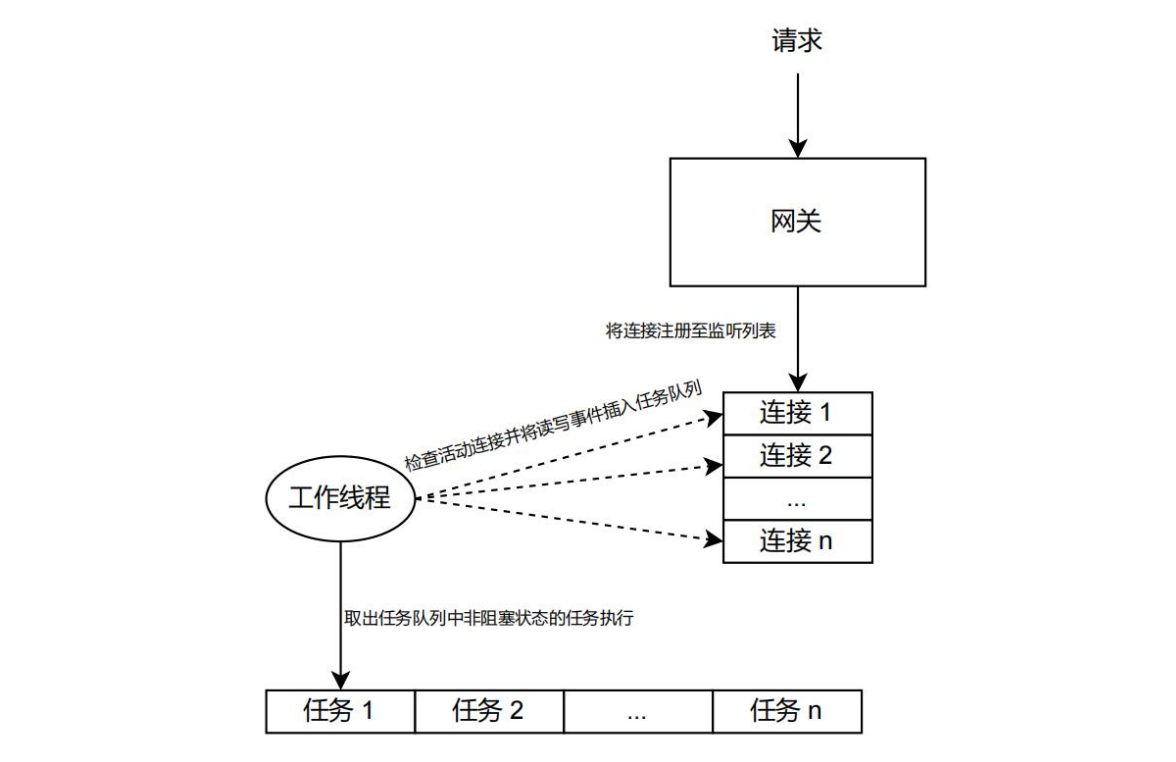 请求
网关
将连接注册至监听列表
检查活动连接并将读写事件插入任务队列
连接 1
连接 2
...
连接 n
工作线程
取出任务队列中非阻塞状态的任务执行
任务 1
任务 2
...
任务 n